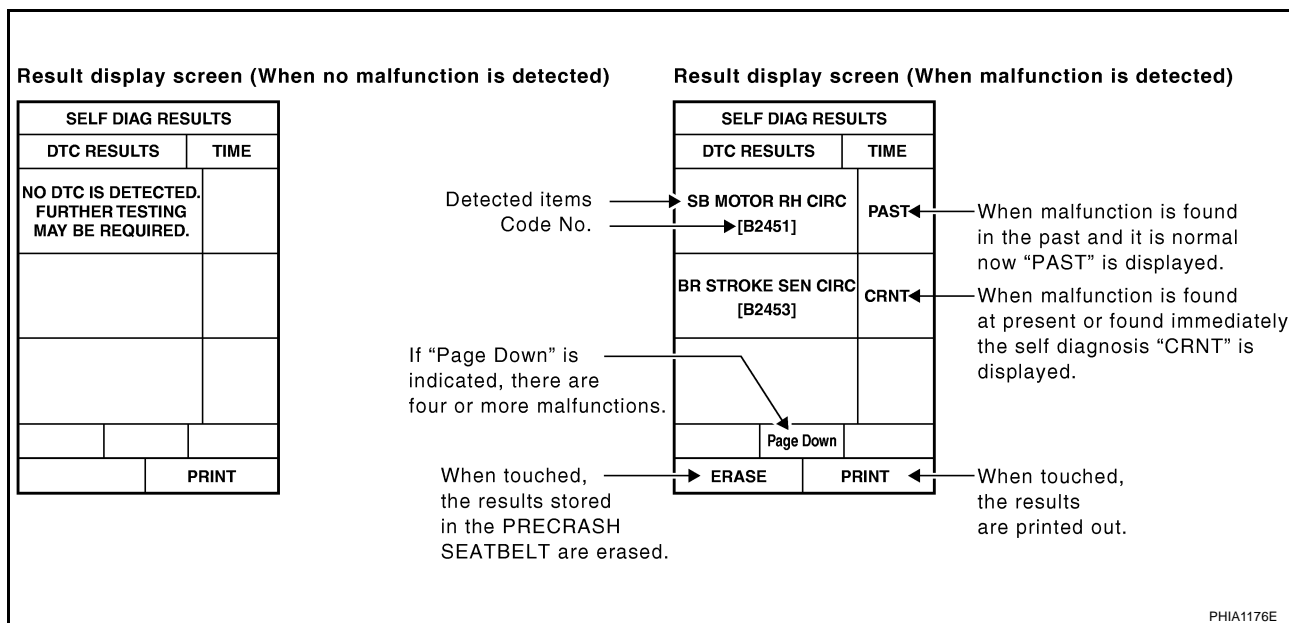 Result display screen (When no malfunction is detected)
SELF DIAG RESULTS
DTC RESULTS TIME
NO DTC IS DETECTED.
FURTHER TESTING
MAY BE REQUIRED.
PRINT
Result display screen (When malfunction is detected)
SELF DIAG RESULTS
DTC RESULTS TIME
Detected items
Code No.
SB MOTOR RH CIRC
[B2451]
PAST
When malfunction is found
in the past and it is normal
now “PAST” is displayed.
BR STROKE SEN CIRC
[B2453]
CRNT
When malfunction is found
at present or found immediately
the self diagnosis “CRNT” is
displayed.
If “Page Down” is
indicated, there are
four or more malfunctions.
Page Down
When touched,
the results stored
in the PRECRASH
SEATBELT are erased.
ERASE PRINT
When touched,
the results
are printed out.
PHIA1176E